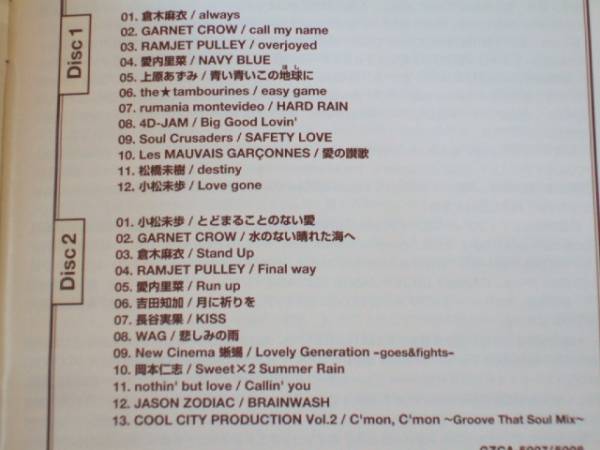 Disc 1
01. 倉木麻衣 / always
02. GARNET CROW / call my name
03. RAMJET PULLEY / overjoyed
04. 愛内里菜 / NAVY BLUE
ほし
05. 上原あずみ / 青い青いこの地球に
06. the★tambourines / easy game
07. rumania montevideo / HARD RAIN
08. 4D-JAM / Big Good Lovin'
09. Soul Crusaders / SAFETY LOVE
10. Les MAUVAIS GARÇONNES / 愛の讃歌
11. 松橋未樹 / destiny
12. 小松未歩 / Love gone
Disc 2
01. 小松未歩 / とどまることのない愛
02. GARNET CROW / 水のない晴れた海へ
03. 倉木麻衣 / Stand Up
04. RAMJET PULLEY / Final way
05. 愛内里菜 / Run up
06. 吉田知加 / 月に祈りを
07. 長谷実果 / KISS
08. WAG / 悲しみの雨
09. New Cinema 蜥蜴 / Lovely Generation ~goes&fights~
10. 岡本仁志 / Sweet×2 Summer Rain
11. nothin' but love / Callin' you
12. JASON ZODIAC / BRAINWASH
13. COOL CITY PRODUCTION Vol.2 / C'mon, C'mon ~Groove That Soul Mix~